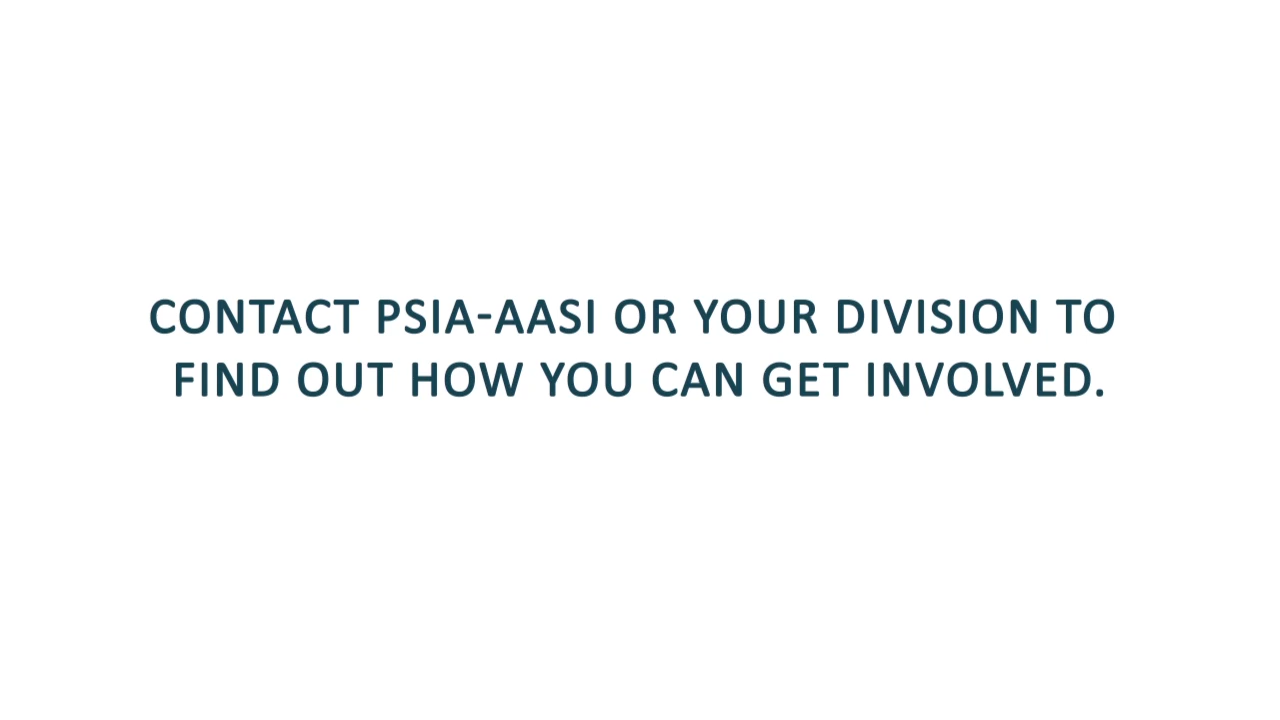 CONTACT PSIA-AASI OR YOUR DIVISION TO
FIND OUT HOW YOU CAN GET INVOLVED.